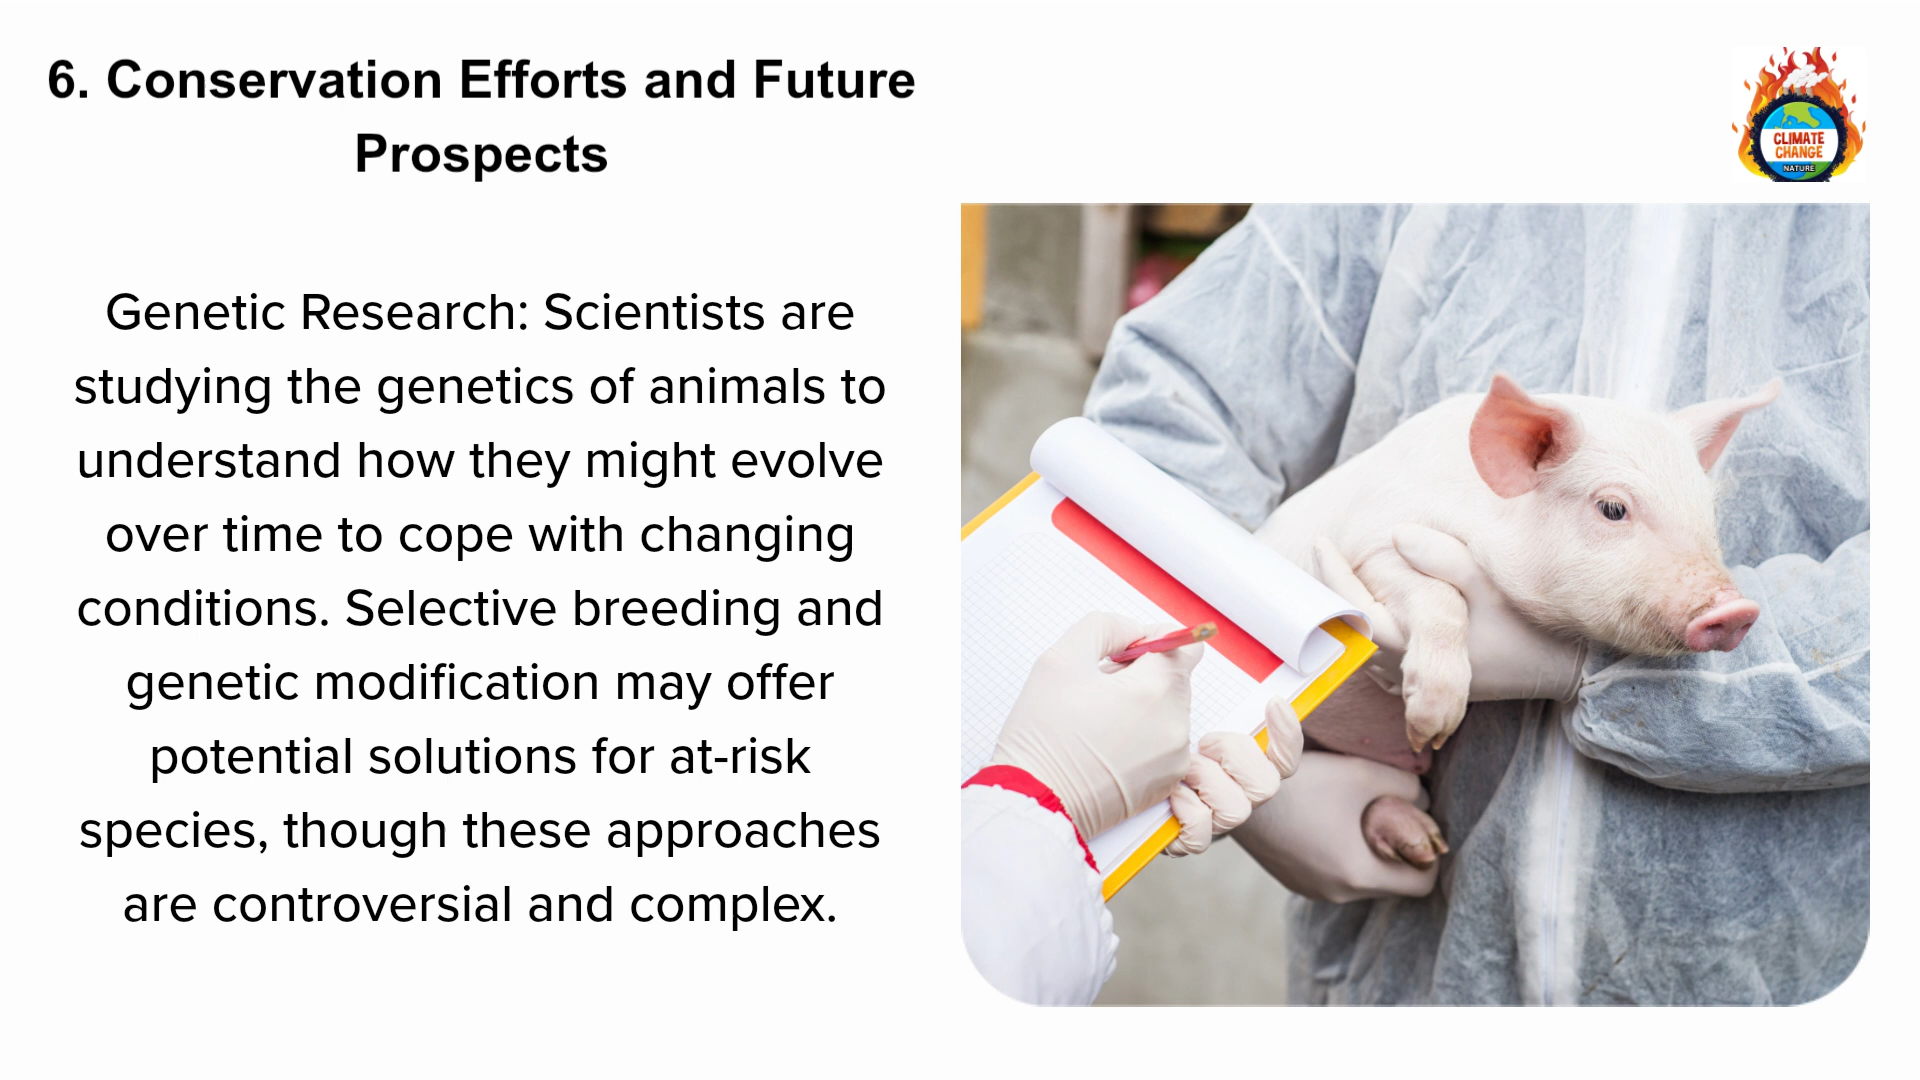 6. Conservation Efforts and Future
Prospects
CLIMATE
CHANGE
NATURE
Genetic Research: Scientists are
studying the genetics of animals to
understand how they might evolve
over time to cope with changing
conditions. Selective breeding and
genetic modification may offer
potential solutions for at-risk
species, though these approaches
are controversial and complex.